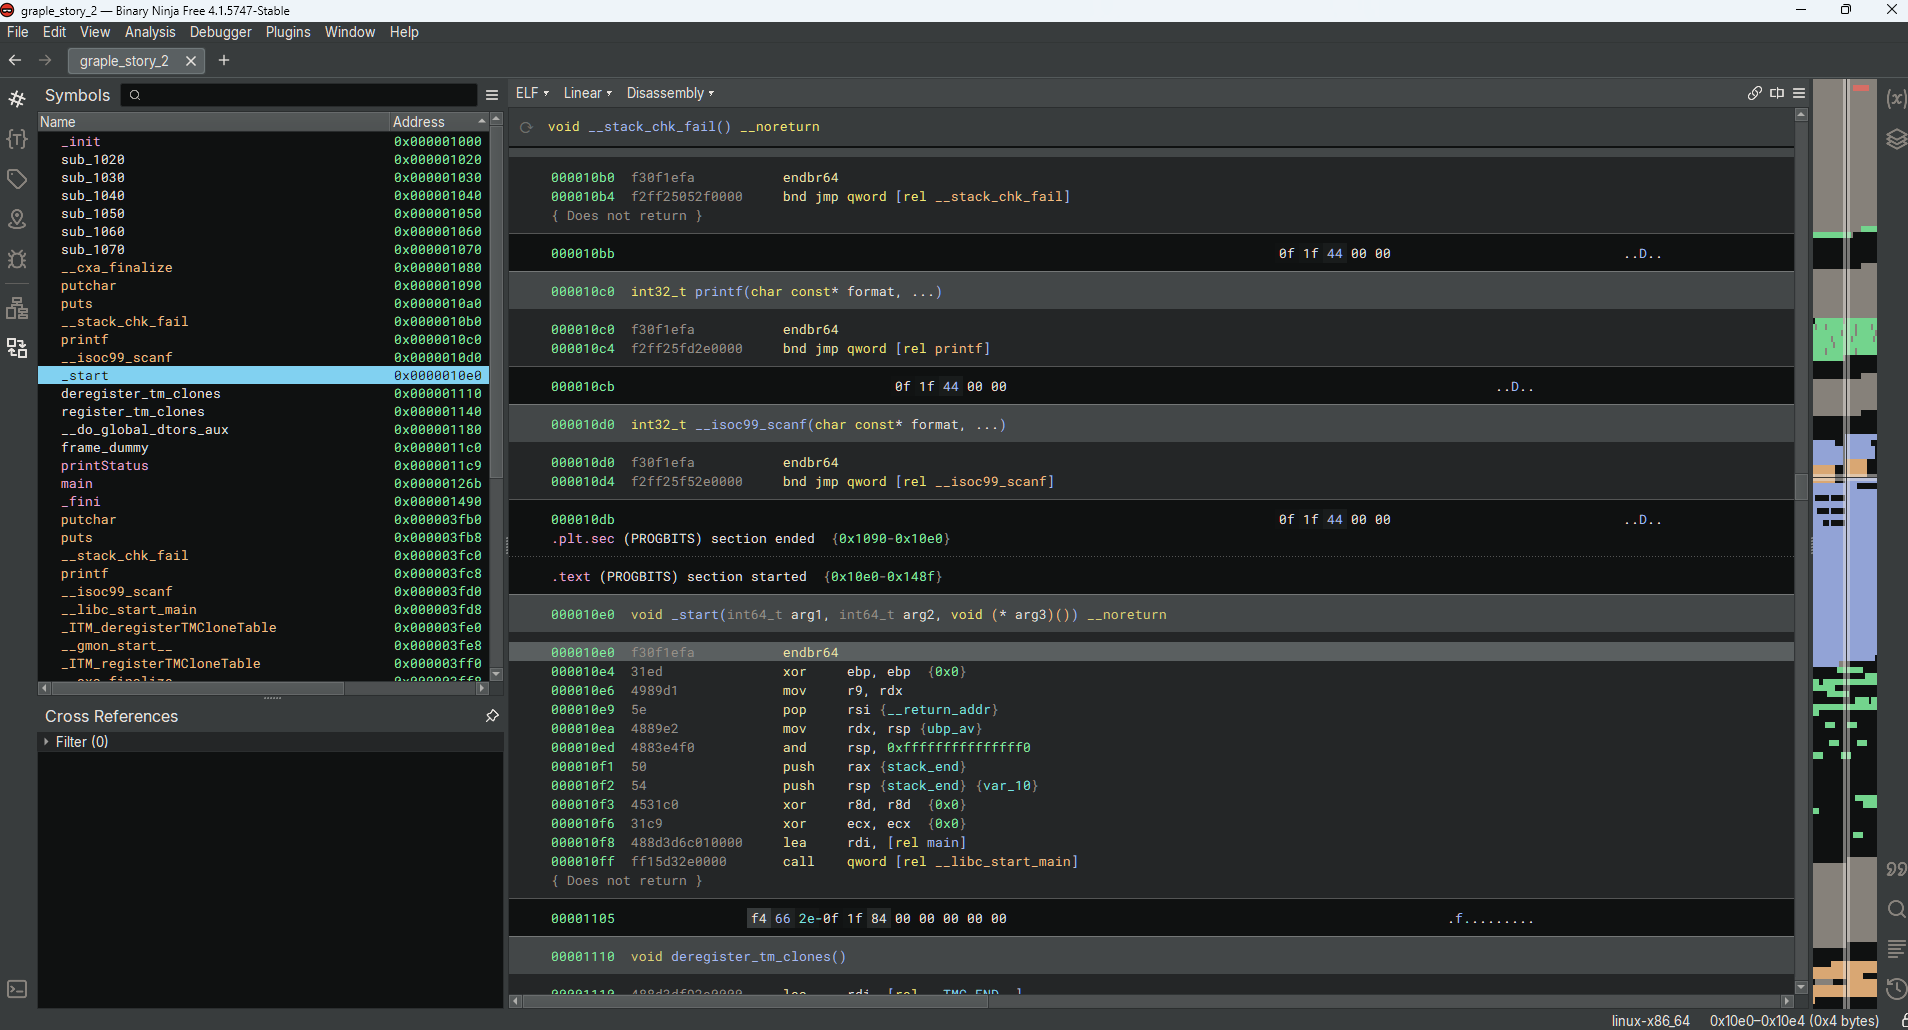 graple_story_2 — Binary Ninja Free 4.1.5747-Stable
File Edit View Analysis Debugger Plugins Window Help
graple_story_2
Symbols
ELF Linear Disassembly
Name Address
void __stack_chk_fail() __noreturn
_init 0x000001000
sub_1020 0x000001020
sub_1030 0x000001030
sub_1040 0x000001040
sub_1050 0x000001050
sub_1060 0x000001060
sub_1070 0x000001070
__cxa_finalize 0x000001080
putchar 0x000001090
puts 0x0000010a0
__stack_chk_fail 0x0000010b0
printf 0x0000010c0
__isoc99_scanf 0x0000010d0
_start 0x0000010e0
deregister_tm_clones 0x000001110
register_tm_clones 0x000001140
__do_global_dtors_aux 0x000001180
frame_dummy 0x0000011c0
printStatus 0x0000011c9
main 0x00000126b
_fini 0x000001490
putchar 0x000003fb0
puts 0x000003fb8
__stack_chk_fail 0x000003fc0
printf 0x000003fc8
__isoc99_scanf 0x000003fd0
__libc_start_main 0x000003fd8
_ITM_deregisterTMCloneTable 0x000003fe0
__gmon_start__ 0x000003fe8
_ITM_registerTMCloneTable 0x000003ff0
Cross References
Filter (0)
000010b0 f30f1efa endbr64
000010b4 f2ff25052f0000 bnd jmp qword [rel __stack_chk_fail]
{ Does not return }
000010bb 0f 1f 44 00 00 ..D..
000010c0 int32_t printf(char const* format, ...)
000010c0 f30f1efa endbr64
000010c4 f2ff25fd2e0000 bnd jmp qword [rel printf]
000010cb 0f 1f 44 00 00 ..D..
000010d0 int32_t __isoc99_scanf(char const* format, ...)
000010d0 f30f1efa endbr64
000010d4 f2ff25f52e0000 bnd jmp qword [rel __isoc99_scanf]
000010db 0f 1f 44 00 00 ..D..
.plt.sec (PROGBITS) section ended {0x1090-0x10e0}
.text (PROGBITS) section started {0x10e0-0x148f}
000010e0 void _start(int64_t arg1, int64_t arg2, void (* arg3)()) __noreturn
000010e0 f30f1efa endbr64
000010e4 31ed xor ebp, ebp {0x0}
000010e6 4989d1 mov r9, rdx
000010e9 5e pop rsi {__return_addr}
000010ea 4889e2 mov rdx, rsp {ubp_av}
000010ed 4883e4f0 and rsp, 0xfffffffffffffff0
000010f1 50 push rax {stack_end}
000010f2 54 push rsp {stack_end} {var_10}
000010f3 4531c0 xor r8d, r8d {0x0}
000010f6 31c9 xor ecx, ecx {0x0}
000010f8 488d3d6c010000 lea rdi, [rel main]
000010ff ff15d32e0000 call qword [rel __libc_start_main]
{ Does not return }
00001105 f4 66 2e-0f 1f 84 00 00 00 00 00 .f.........
00001110 void deregister_tm_clones()
linux-x86_64 0x10e0–0x10e4 (0x4 bytes)